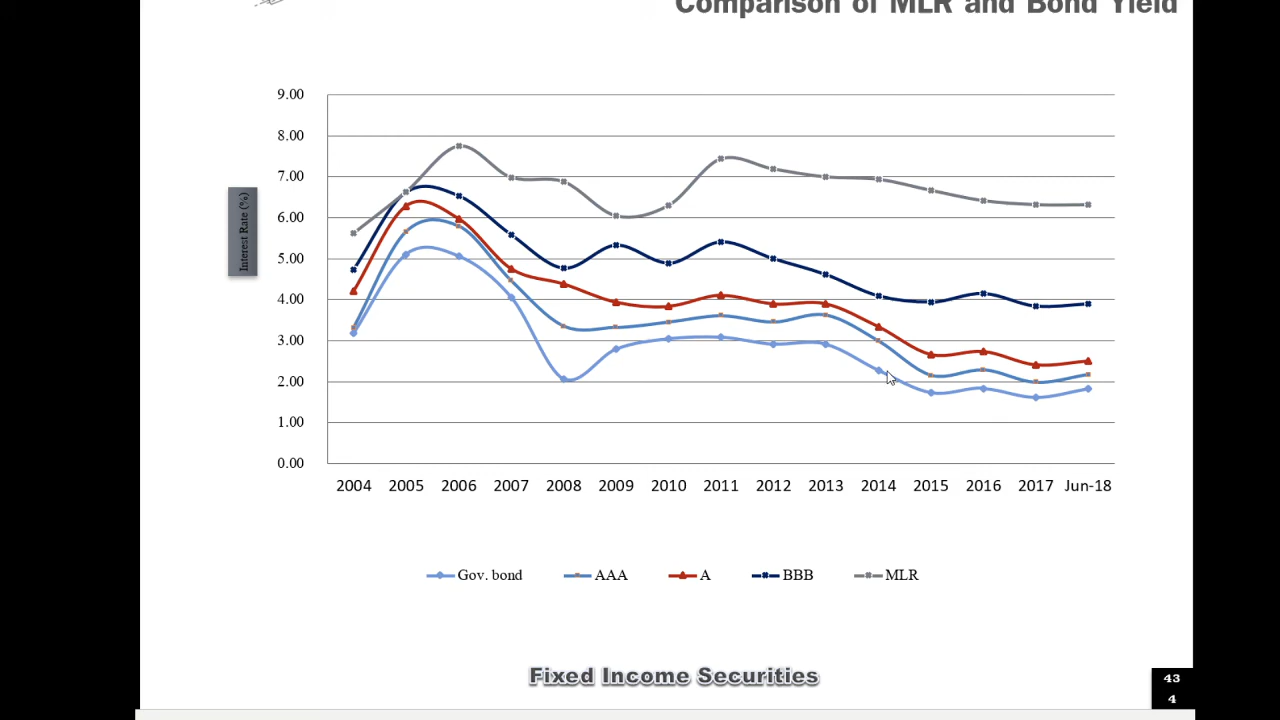 Comparison of MLR and Bond Yield
9.00
8.00
7.00
6.00
5.00
4.00
3.00
2.00
1.00
0.00
Interest Rate (%)
2004 2005 2006 2007 2008 2009 2010 2011 2012 2013 2014 2015 2016 2017 Jun-18
Gov. bond AAA A BBB MLR
Fixed Income Securities
43
4